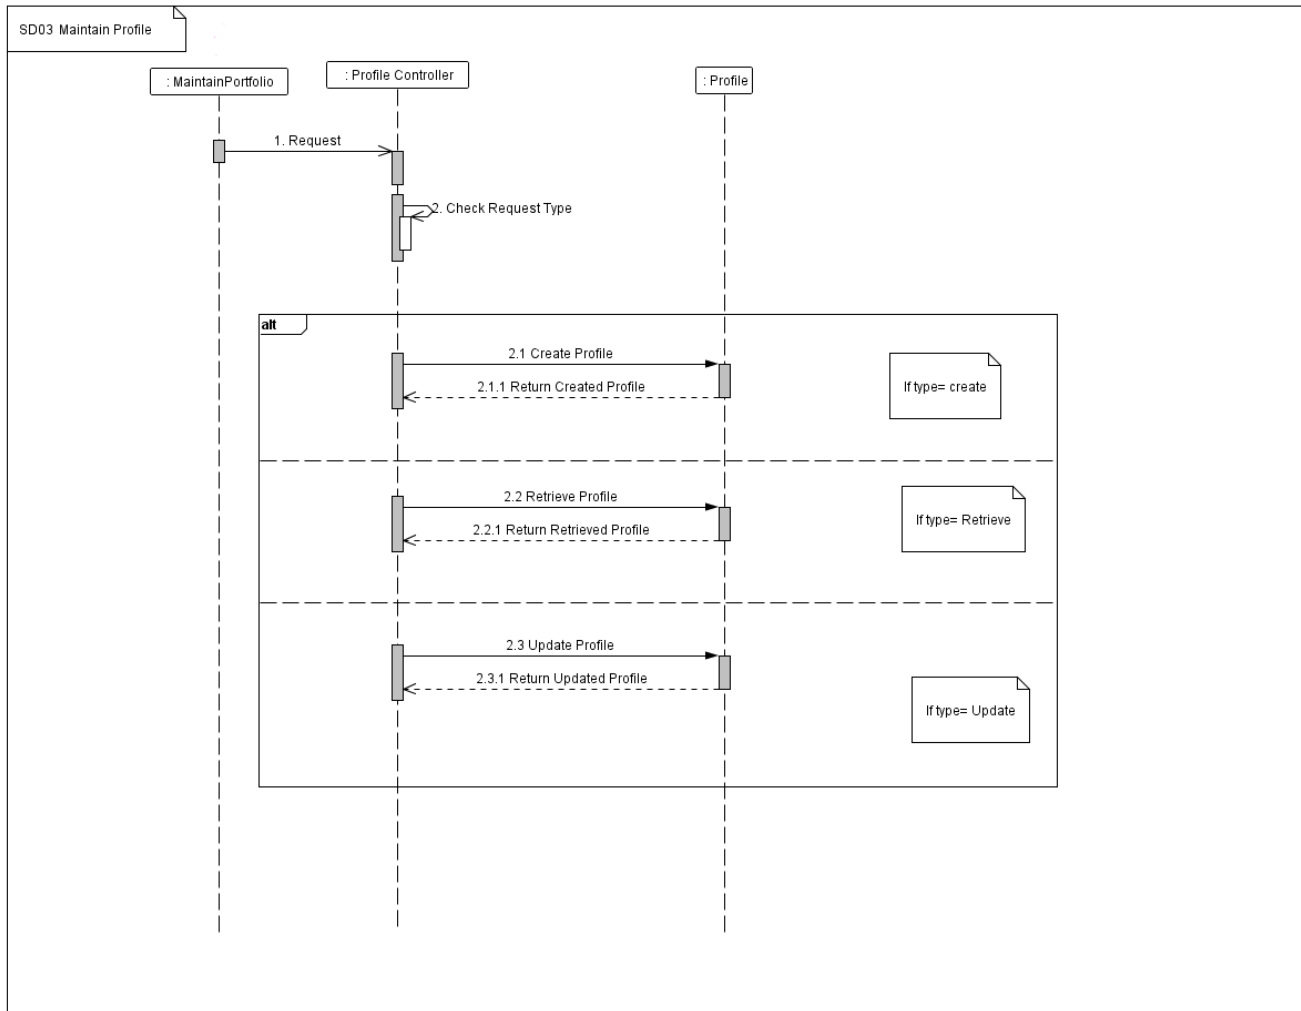 SD03 Maintain Profile
: MaintainPortfolio
: Profile Controller
: Profile
1. Request
2. Check Request Type
alt
2.1 Create Profile
2.1.1 Return Created Profile
If type= create
2.2 Retrieve Profile
2.2.1 Return Retrieved Profile
If type= Retrieve
2.3 Update Profile
2.3.1 Return Updated Profile
If type= Update